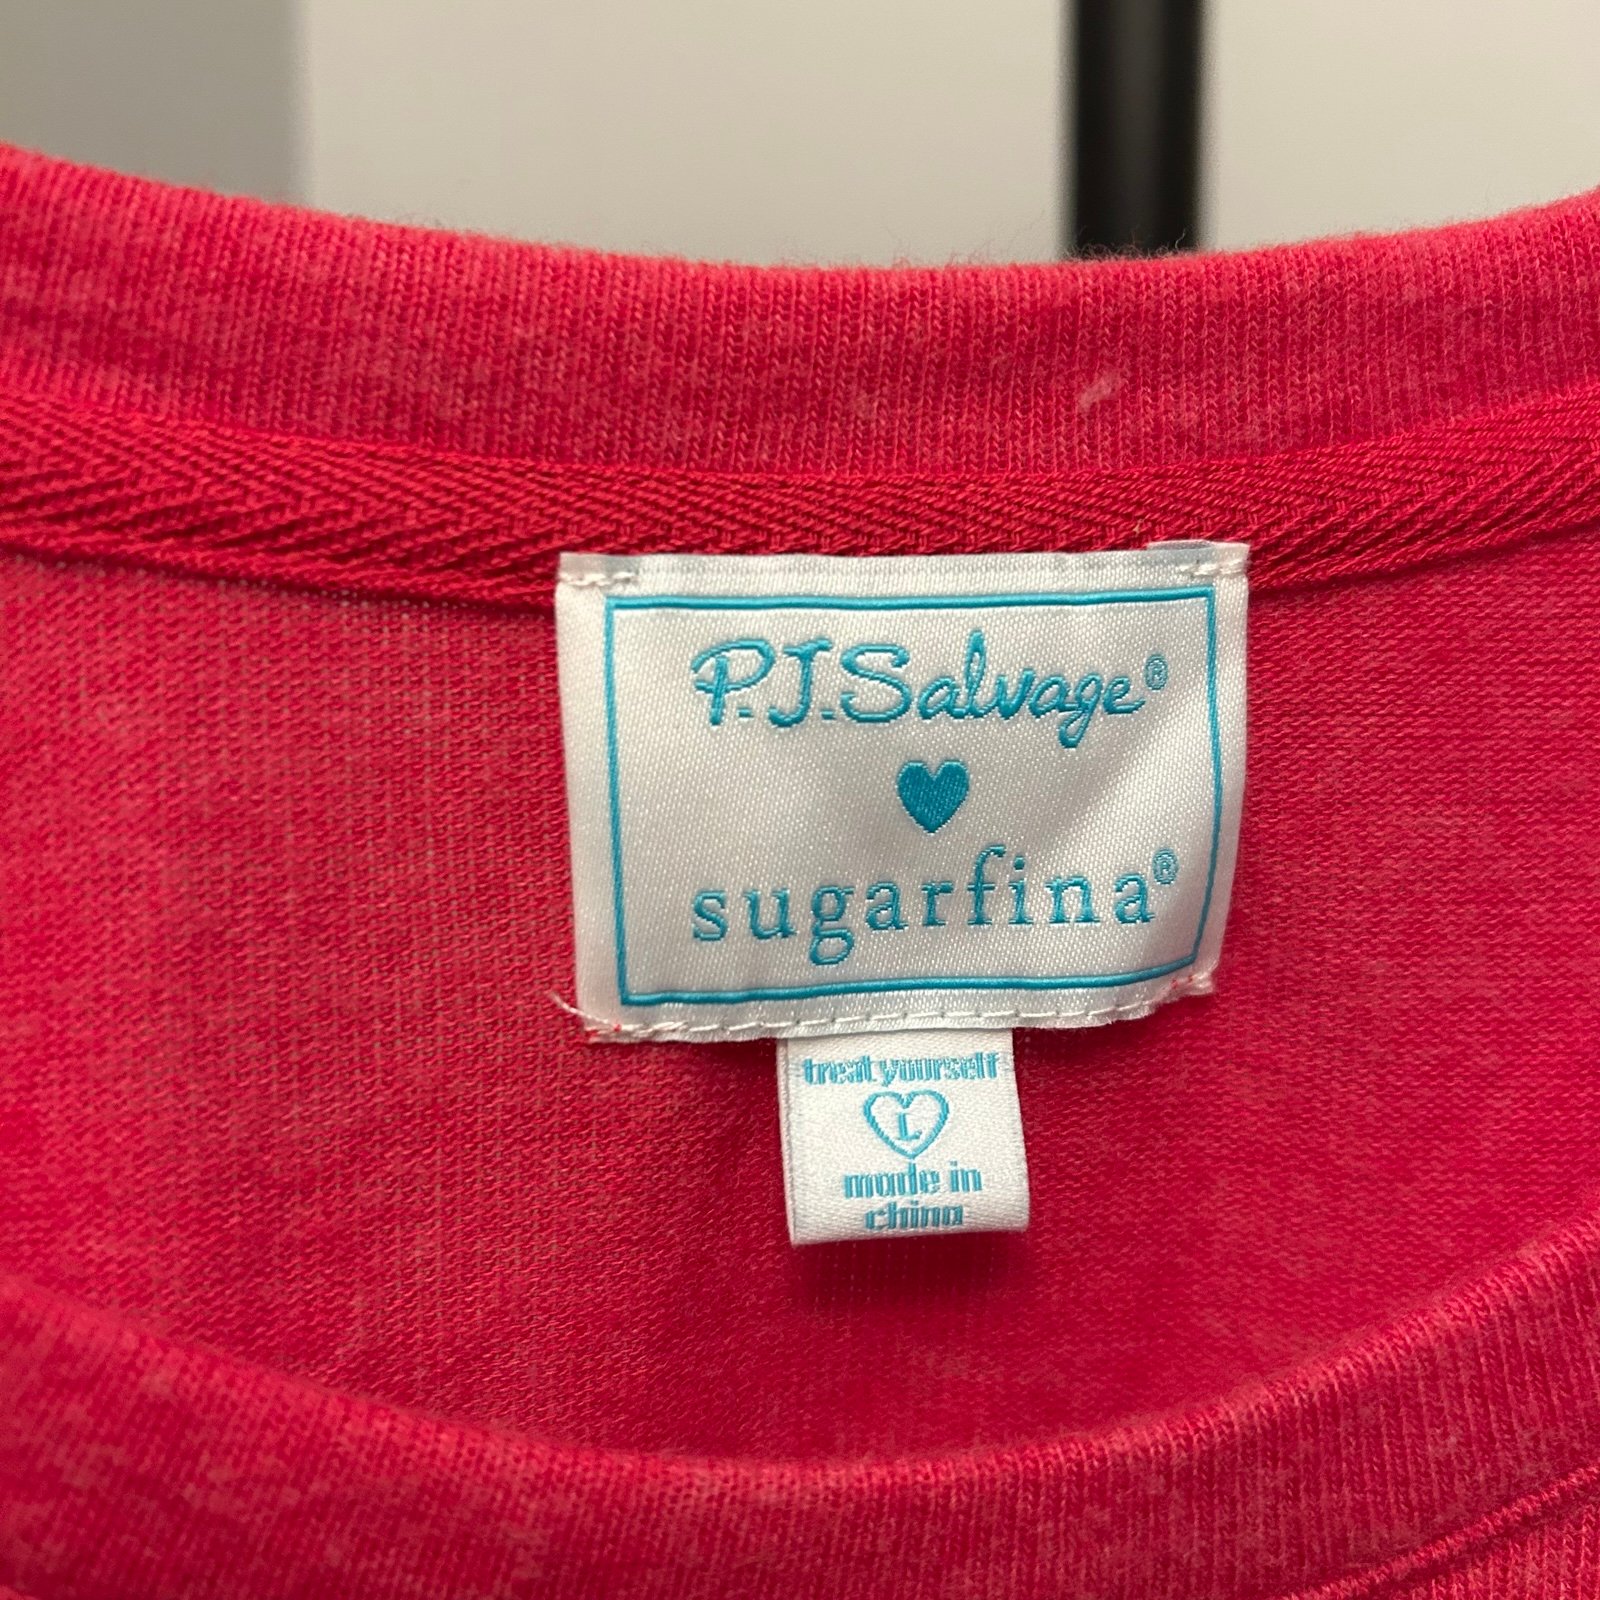 P.J.Salvage®
sugarfina®
treat yourself
L
made in
china